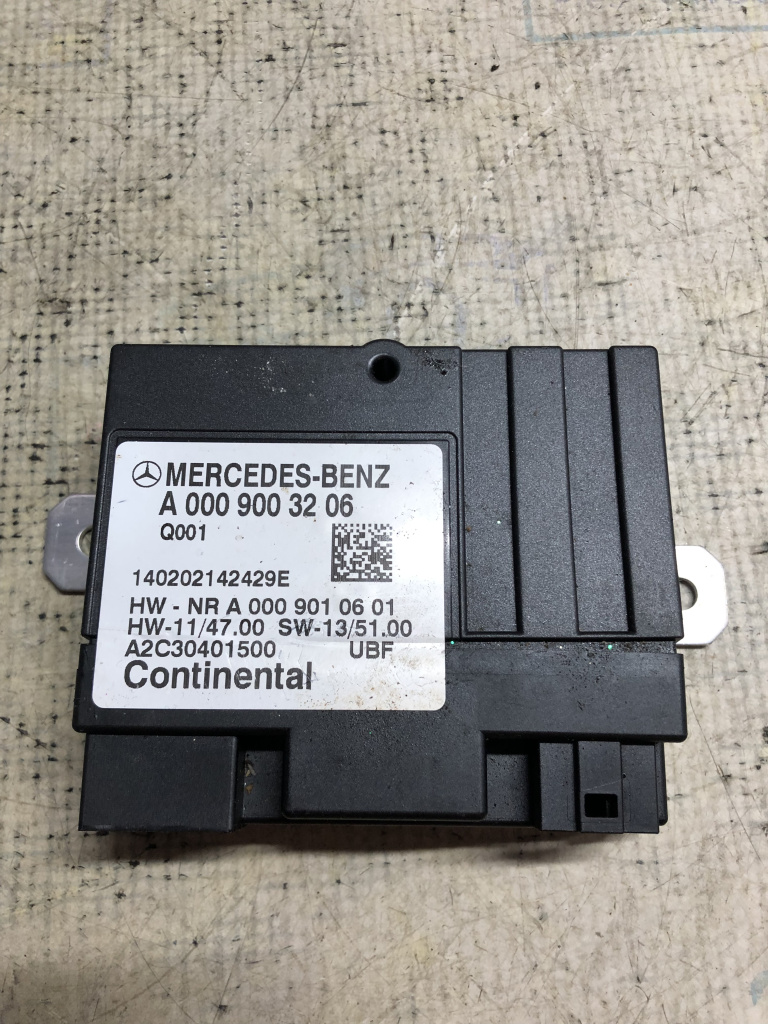 MERCEDES-BENZ
A 000 900 32 06
Q001
140202142429E
HW - NR A 000 901 06 01
HW-11/47.00 SW-13/51.00
A2C30401500 UBF
Continental